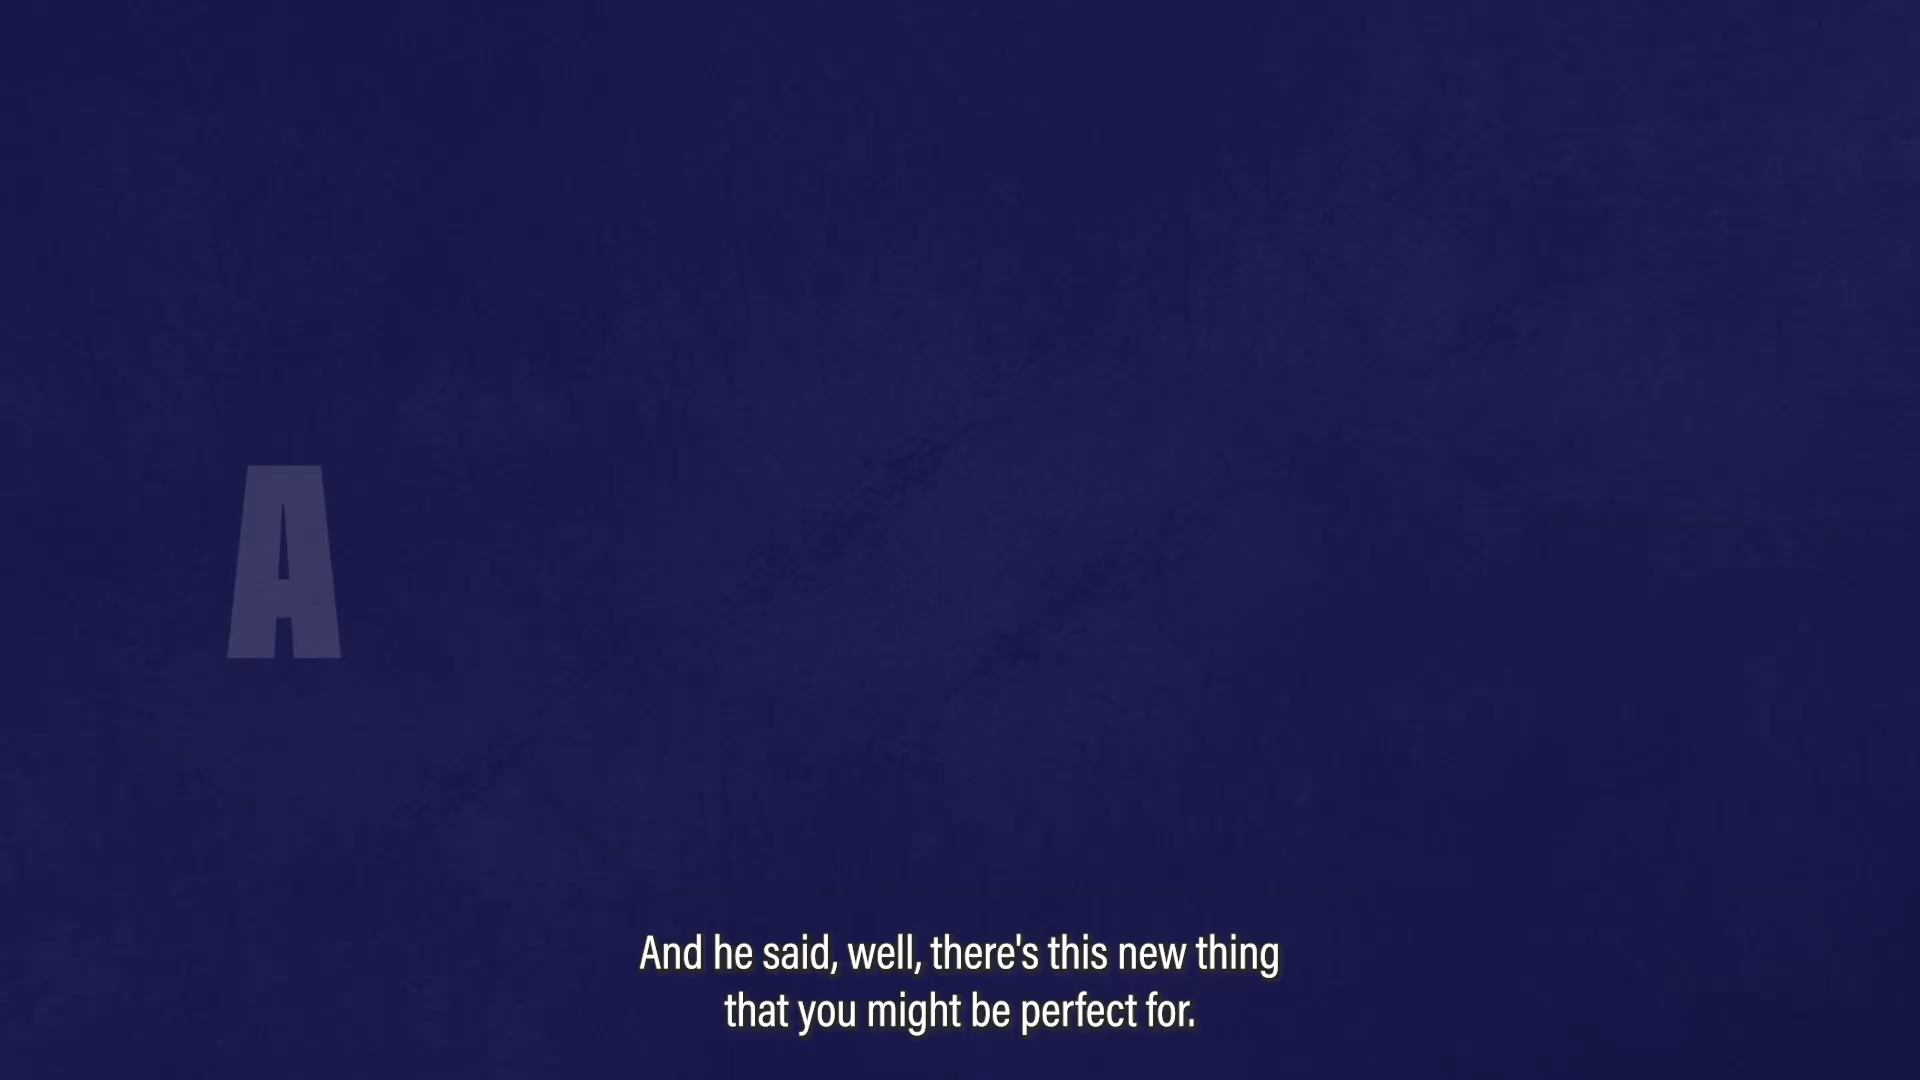 A
And he said, well, there's this new thing
that you might be perfect for.